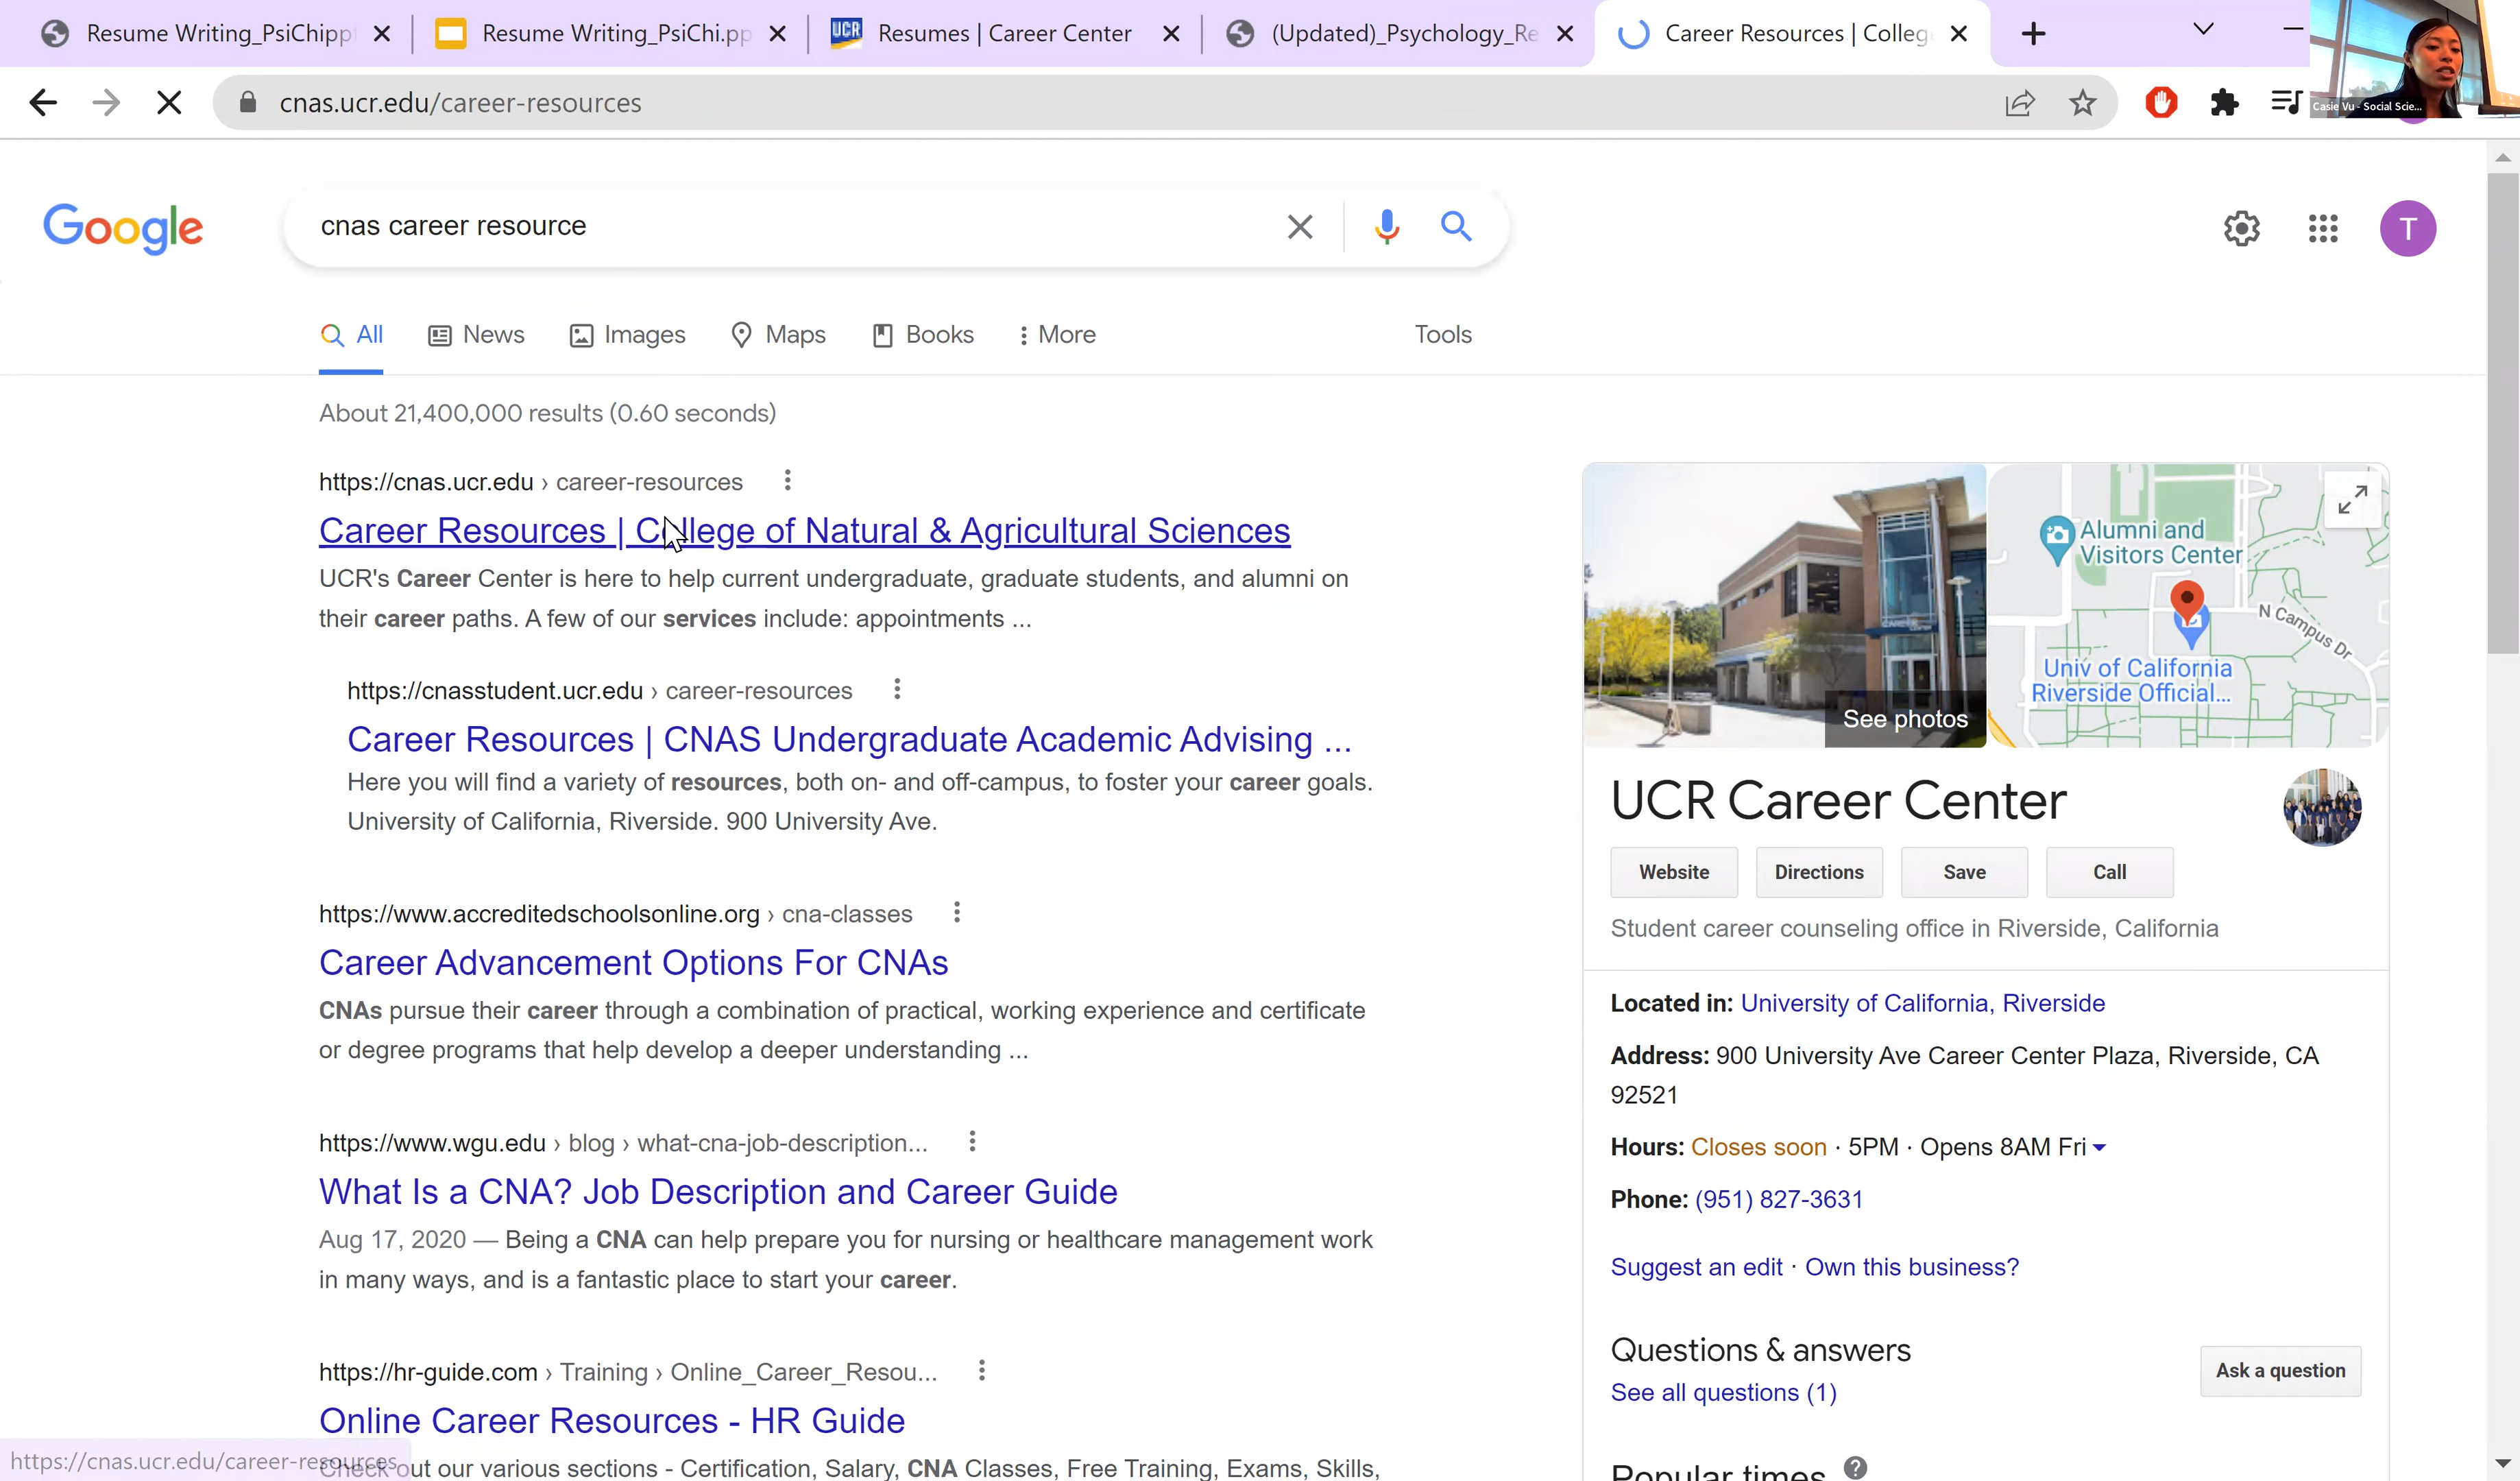 Resume Writing_PsiChippt
Resume Writing_PsiChi.pp
UCR
Resumes | Career Center
(Updated)_Psychology_Re
Career Resources | Colleg
cnas.ucr.edu/career-resources
Casie Vu - Social Scie...
Google
cnas career resource
T
All
News
Images
Maps
Books
More
Tools
About 21,400,000 results (0.60 seconds)
https://cnas.ucr.edu › career-resources
Career Resources | College of Natural & Agricultural Sciences
UCR's Career Center is here to help current undergraduate, graduate students, and alumni on
their career paths. A few of our services include: appointments ...
https://cnasstudent.ucr.edu › career-resources
Career Resources | CNAS Undergraduate Academic Advising ...
Here you will find a variety of resources, both on- and off-campus, to foster your career goals.
University of California, Riverside. 900 University Ave.
https://www.accreditedschoolsonline.org › cna-classes
Career Advancement Options For CNAs
CNAs pursue their career through a combination of practical, working experience and certificate
or degree programs that help develop a deeper understanding ...
https://www.wgu.edu › blog › what-cna-job-description...
What Is a CNA? Job Description and Career Guide
Aug 17, 2020 — Being a CNA can help prepare you for nursing or healthcare management work
in many ways, and is a fantastic place to start your career.
https://hr-guide.com › Training › Online_Career_Resou...
Online Career Resources - HR Guide
Check out our various sections - Certification, Salary, CNA Classes, Free Training, Exams, Skills,
https://cnas.ucr.edu/career-resources
Alumni and
Visitors Center
N Campus Dr
Univ of California
Riverside Official...
See photos
UCR Career Center
Website
Directions
Save
Call
Student career counseling office in Riverside, California
Located in: University of California, Riverside
Address: 900 University Ave Career Center Plaza, Riverside, CA
92521
Hours: Closes soon · 5PM · Opens 8AM Fri
Phone: (951) 827-3631
Suggest an edit · Own this business?
Questions & answers
See all questions (1)
Ask a question
Popular times